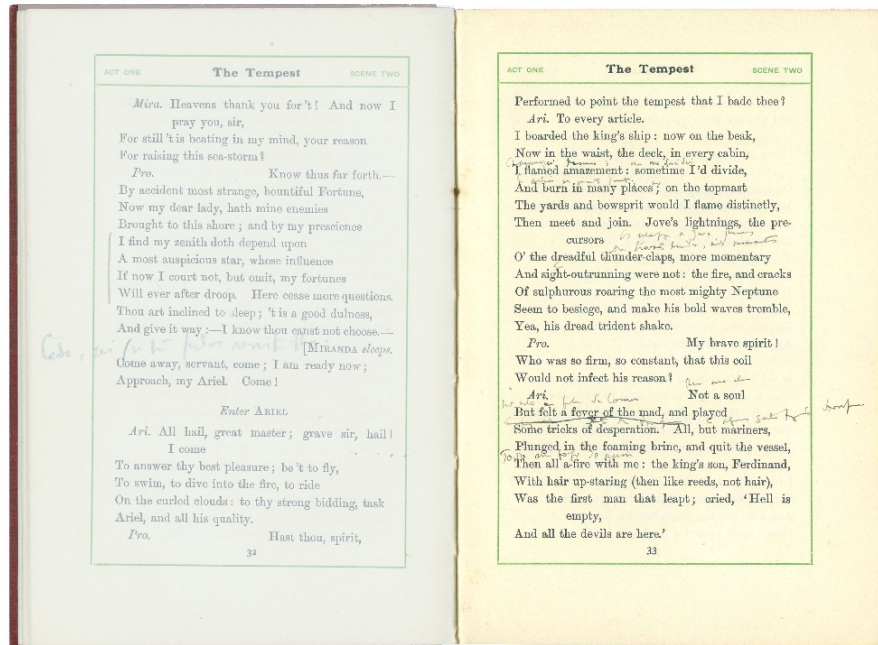 ACT ONE The Tempest SCENE TWO
Mira. Heavens thank you for 't! And now I
pray you, sir,
For still 't is beating in my mind, your reason
For raising this sea-storm?
Pro. Know thus far forth.—
By accident most strange, bountiful Fortune,
Now my dear lady, hath mine enemies
Brought to this shore; and by my prescience
I find my zenith doth depend upon
A most auspicious star, whose influence
If now I court not, but omit, my fortunes
Will ever after droop. Here cease more questions.
Thou art inclined to sleep; 't is a good dulness,
And give it way:—I know thou canst not choose.—
[MIRANDA sleeps.
Come away, servant, come; I am ready now;
Approach, my Ariel. Come!
Enter ARIEL
Ari. All hail, great master; grave sir, hail!
I come
To answer thy best pleasure; be 't to fly,
To swim, to dive into the fire, to ride
On the curled clouds: to thy strong bidding, task
Ariel, and all his quality.
Pro. Hast thou, spirit,
32
ACT ONE The Tempest SCENE TWO
Performed to point the tempest that I bade thee?
Ari. To every article.
I boarded the king's ship: now on the beak,
Now in the waist, the deck, in every cabin,
I flamed amazement: sometime I'd divide,
And burn in many places; on the topmast
The yards and bowsprit would I flame distinctly,
Then meet and join. Jove's lightnings, the pre-
cursors
O' the dreadful thunder-claps, more momentary
And sight-outrunning were not: the fire, and cracks
Of sulphurous roaring the most mighty Neptune
Seem to besiege, and make his bold waves tremble,
Yea, his dread trident shake.
Pro. My brave spirit!
Who was so firm, so constant, that this coil
Would not infect his reason?
Ari. Not a soul
But felt a fever of the mad, and played
Some tricks of desperation. All, but mariners,
Plunged in the foaming brine, and quit the vessel,
Then all a-fire with me: the king's son, Ferdinand,
With hair up-staring (then like reeds, not hair),
Was the first man that leapt; cried, 'Hell is
empty,
And all the devils are here.'
33